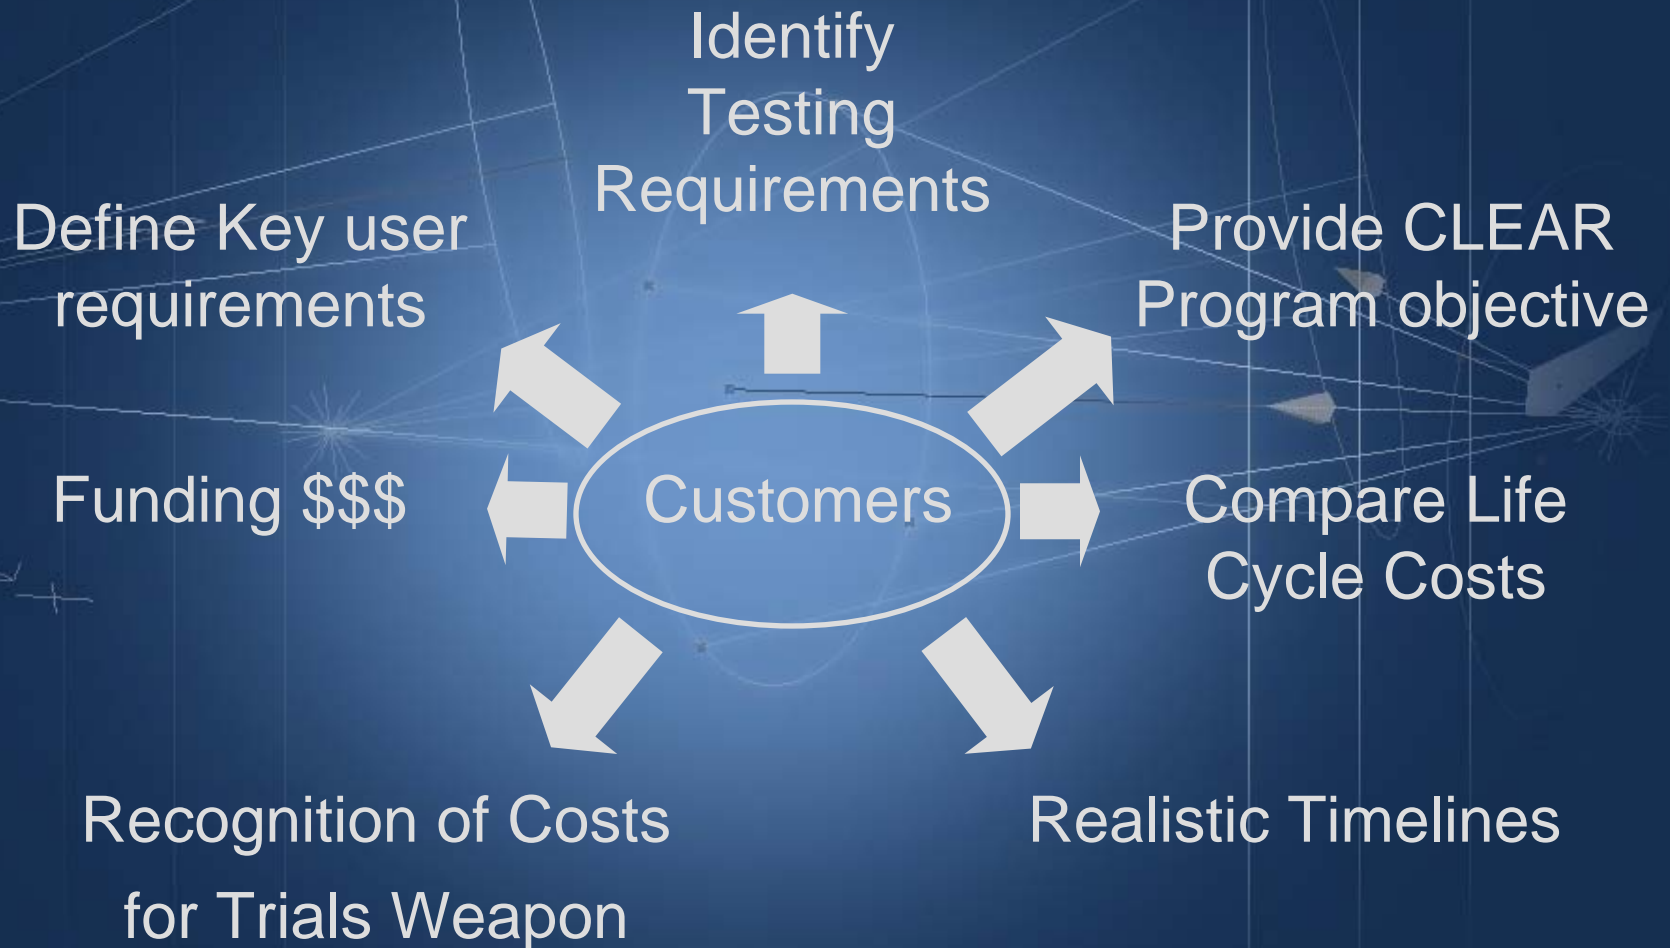 Identify
Testing
Requirements
Define Key user
requirements
Provide CLEAR
Program objective
Funding $$$
Customers
Compare Life
Cycle Costs
Recognition of Costs
for Trials Weapon
Realistic Timelines